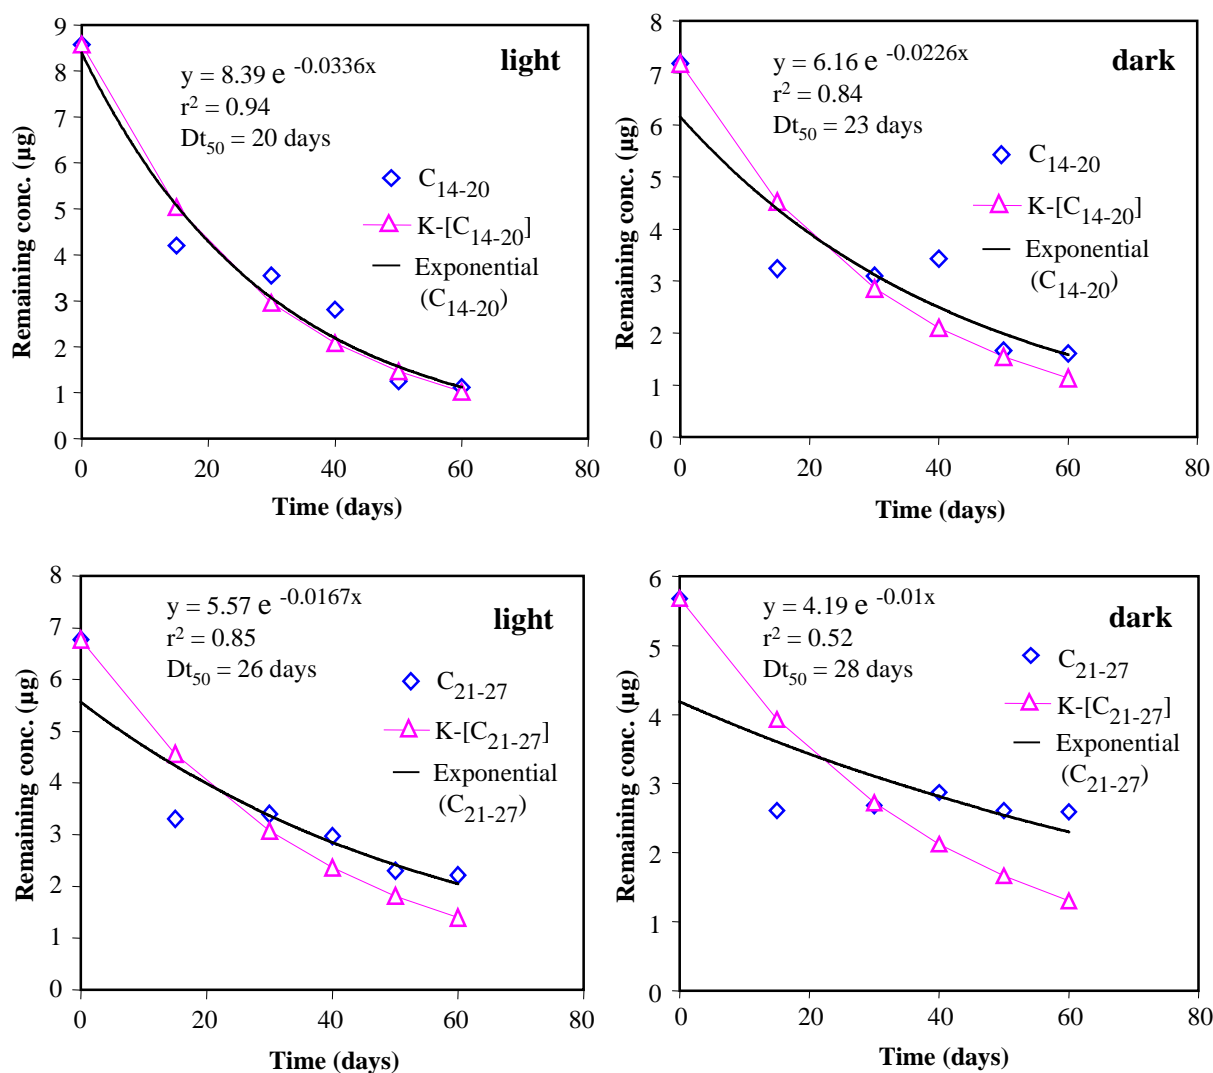 light
y = 8.39 e -0.0336x
r2 = 0.94
Dt50 = 20 days
C14-20
K-[C14-20]
Exponential
(C14-20)
Remaining conc. (µg)
9
8
7
6
5
4
3
2
1
0
0 20 40 60 80
Time (days)
dark
y = 6.16 e -0.0226x
r2 = 0.84
Dt50 = 23 days
C14-20
K-[C14-20]
Exponential
(C14-20)
Remaining conc. (µg)
8
7
6
5
4
3
2
1
0
0 20 40 60 80
Time (days)
light
y = 5.57 e -0.0167x
r2 = 0.85
Dt50 = 26 days
C21-27
K-[C21-27]
Exponential
(C21-27)
Remaining conc. (µg)
8
7
6
5
4
3
2
1
0
0 20 40 60 80
Time (days)
dark
y = 4.19 e -0.01x
r2 = 0.52
Dt50 = 28 days
C21-27
K-[C21-27]
Exponential
(C21-27)
Remaining conc. (µg)
6
5
4
3
2
1
0
0 20 40 60 80
Time (days)